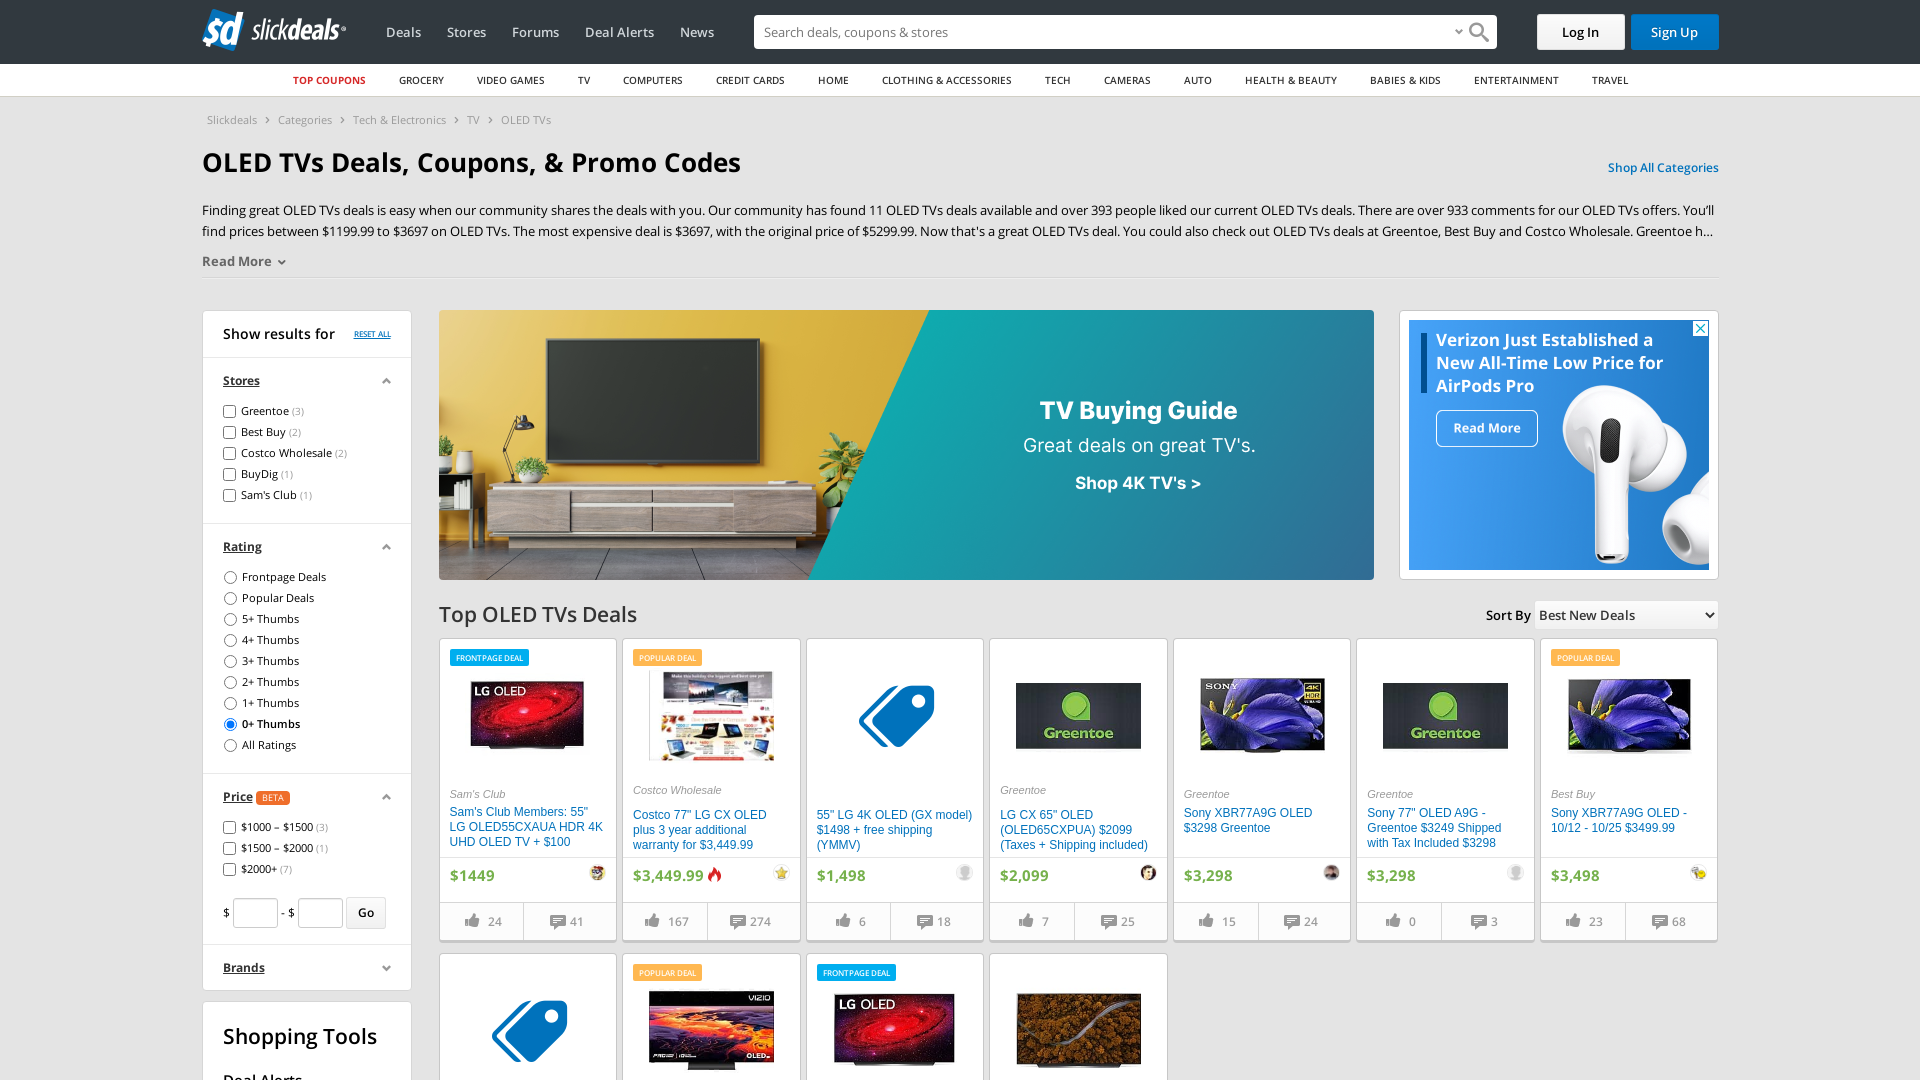 sd slickdeals
Deals
Stores
Forums
Deal Alerts
News
Search deals, coupons & stores
Log In
Sign Up
TOP COUPONS
GROCERY
VIDEO GAMES
TV
COMPUTERS
CREDIT CARDS
HOME
CLOTHING & ACCESSORIES
TECH
CAMERAS
AUTO
HEALTH & BEAUTY
BABIES & KIDS
ENTERTAINMENT
TRAVEL
Slickdeals > Categories > Tech & Electronics > TV > OLED TVs
OLED TVs Deals, Coupons, & Promo Codes
Shop All Categories
Finding great OLED TVs deals is easy when our community shares the deals with you. Our community has found 11 OLED TVs deals available and over 393 people liked our current OLED TVs deals. There are over 933 comments for our OLED TVs offers. You'll
find prices between $1199.99 to $3697 on OLED TVs. The most expensive deal is $3697, with the original price of $5299.99. Now that's a great OLED TVs deal. You could also check out OLED TVs deals at Greentoe, Best Buy and Costco Wholesale. Greentoe h...
Read More
Show results for
RESET ALL
Stores
Greentoe (3)
Best Buy (2)
Costco Wholesale (2)
BuyDig (1)
Sam's Club (1)
Rating
Frontpage Deals
Popular Deals
5+ Thumbs
4+ Thumbs
3+ Thumbs
2+ Thumbs
1+ Thumbs
0+ Thumbs
All Ratings
Price BETA
$1000 – $1500 (3)
$1500 – $2000 (1)
$2000+ (7)
$ - $ Go
Brands
Shopping Tools
Deal Alerts
TV Buying Guide
Great deals on great TV's.
Shop 4K TV's >
Verizon Just Established a
New All-Time Low Price for
AirPods Pro
Read More
Top OLED TVs Deals
Sort By Best New Deals
FRONTPAGE DEAL
LG OLED
Sam's Club
Sam's Club Members: 55"
LG OLED55CXAUA HDR 4K
UHD OLED TV + $100
$1449
24
41
POPULAR DEAL
Costco Wholesale
Costco 77" LG CX OLED
plus 3 year additional
warranty for $3,449.99
$3,449.99
167
274
55" LG 4K OLED (GX model)
$1498 + free shipping
(YMMV)
$1,498
6
18
Greentoe
Greentoe
LG CX 65" OLED
(OLED65CXPUA) $2099
(Taxes + Shipping included)
$2,099
7
25
SONY
4K
HDR
Greentoe
Sony XBR77A9G OLED
$3298 Greentoe
$3,298
15
24
Greentoe
Greentoe
Sony 77" OLED A9G -
Greentoe $3249 Shipped
with Tax Included $3298
$3,298
0
3
POPULAR DEAL
Best Buy
Sony XBR77A9G OLED -
10/12 - 10/25 $3499.99
$3,498
23
68
POPULAR DEAL
VIZIO
OLED
FRONTPAGE DEAL
LG OLED